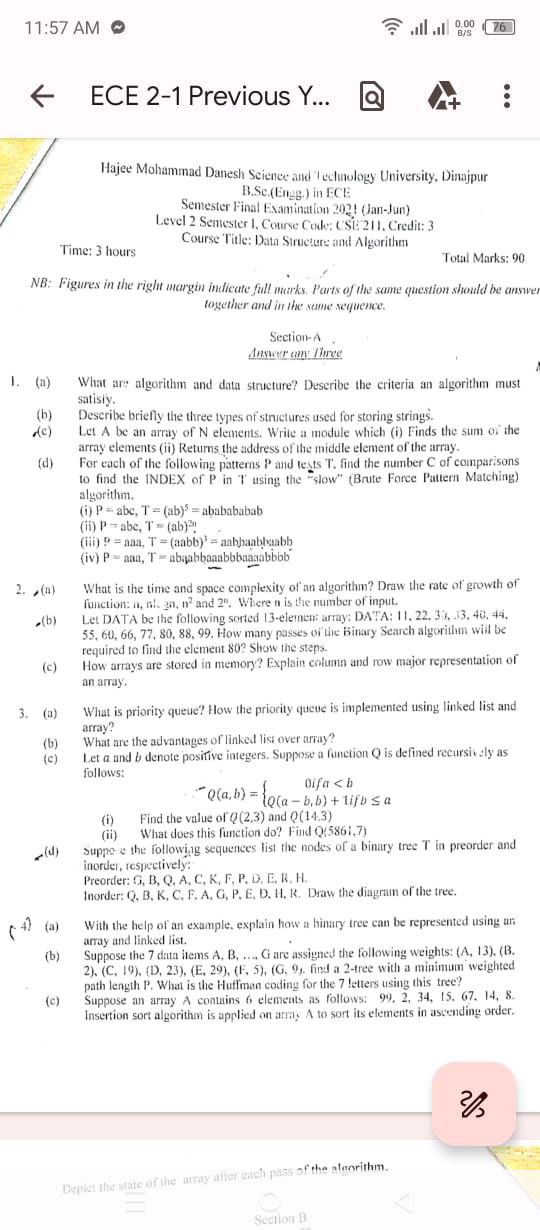 11:57 AM
0.00
B/S
76
ECE 2-1 Previous Y...
Hajee Mohammad Danesh Science and Technology University, Dinajpur
B.Sc.(Engg.) in ECE
Semester Final Examination 2021 (Jan-Jun)
Level 2 Semester I, Course Code: CSE 211, Credit: 3
Course Title: Data Structure and Algorithm
Time: 3 hours
Total Marks: 90
NB: Figures in the right margin indicate full marks. Parts of the same question should be answer
together and in the same sequence.
Section-A
Answer any Three
1. (a) What are algorithm and data structure? Describe the criteria an algorithm must
satisfy.
(b) Describe briefly the three types of structures used for storing strings.
(c) Let A be an array of N elements. Write a module which (i) Finds the sum of the
array elements (ii) Returns the address of the middle element of the array.
(d) For each of the following patterns P and texts T, find the number C of comparisons
to find the INDEX of P in T using the "slow" (Brute Force Pattern Matching)
algorithm.
(i) P = abc, T = (ab)⁵ = ababababab
(ii) P = abc, T = (ab)²ⁿ
(iii) P = aaa, T = (aabb)³ = aabbaabbaabb
(iv) P = aaa, T = abaabbaaabbbaaaabbbb
2. (a) What is the time and space complexity of an algorithm? Draw the rate of growth of
function: n, n² and 2ⁿ. Where n is the number of input.
(b) Let DATA be the following sorted 13-element array: DATA: 11, 22, 30, 33, 40, 44,
55, 60, 66, 77, 80, 88, 99. How many passes of the Binary Search algorithm will be
required to find the element 80? Show the steps.
(c) How arrays are stored in memory? Explain column and row major representation of
an array.
3. (a) What is priority queue? How the priority queue is implemented using linked list and
array?
(b) What are the advantages of linked list over array?
(c) Let a and b denote positive integers. Suppose a function Q is defined recursively as
follows:
0if a < b
Q(a, b) = {
Q(a − b, b) + 1if b ≤ a
(i) Find the value of Q(2,3) and Q(14,3)
(ii) What does this function do? Find Q(5861,7)
(d) Suppo e the following sequences list the nodes of a binary tree T in preorder and
inorder, respectively:
Preorder: G, B, Q, A, C, K, F, P, D, E, R, H.
Inorder: Q, B, K, C, F, A, G, P, E, D, H, R. Draw the diagram of the tree.
4) (a) With the help of an example, explain how a binary tree can be represented using an
array and linked list.
(b) Suppose the 7 data items A, B, ..., G are assigned the following weights: (A, 13), (B,
2), (C, 19), (D, 23), (E, 29), (F, 5), (G, 9). find a 2-tree with a minimum weighted
path length P. What is the Huffman coding for the 7 letters using this tree?
(c) Suppose an array A contains 6 elements as follows: 99, 2, 34, 15, 67, 14, 8.
Insertion sort algorithm is applied on array A to sort its elements in ascending order.
Depict the state of the array after each pass of the algorithm.
Section B